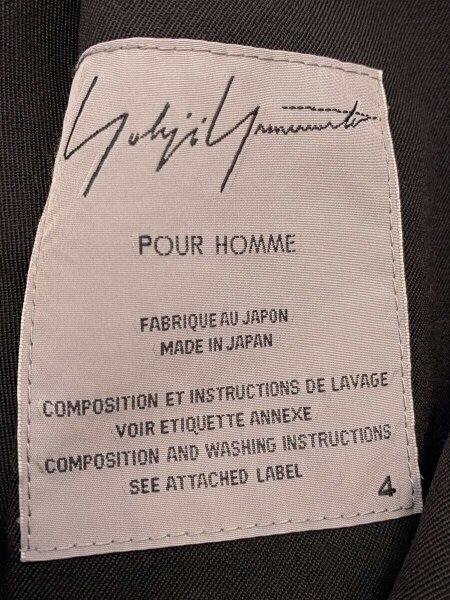 Yohji Yamamoto
POUR HOMME
FABRIQUE AU JAPON
MADE IN JAPAN
COMPOSITION ET INSTRUCTIONS DE LAVAGE
VOIR ETIQUETTE ANNEXE
COMPOSITION AND WASHING INSTRUCTIONS
SEE ATTACHED LABEL
4